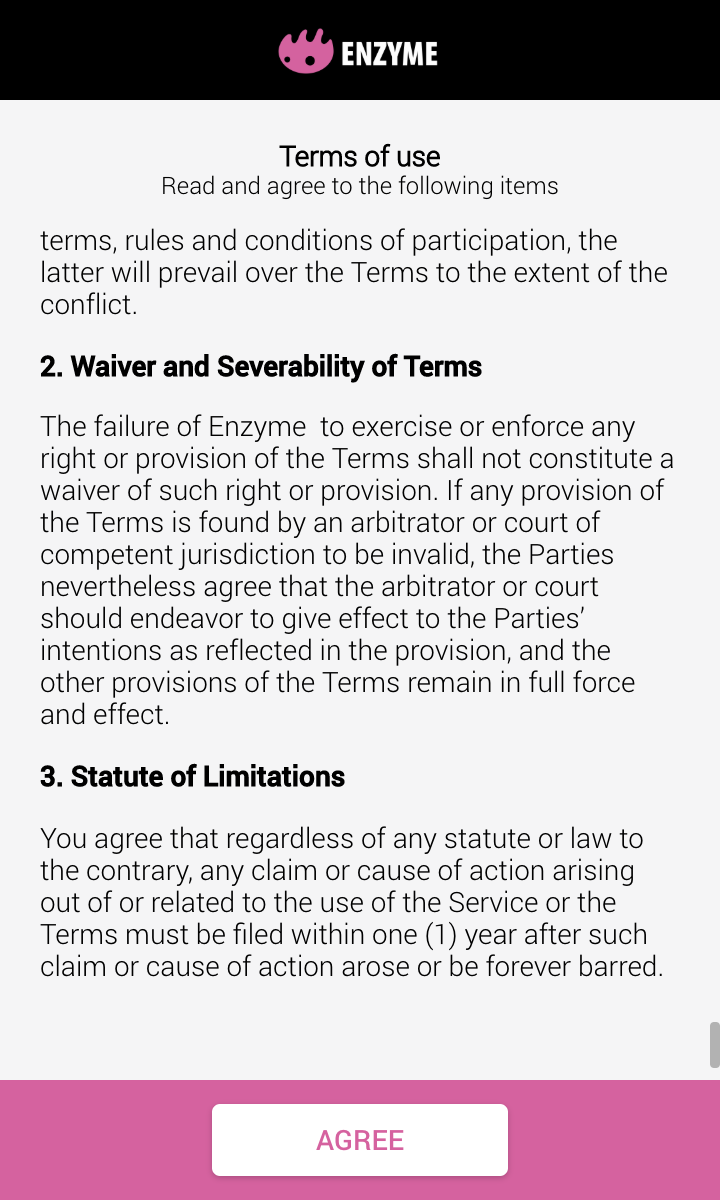 ENZYME
Terms of use
Read and agree to the following items
terms, rules and conditions of participation, the
latter will prevail over the Terms to the extent of the
conflict.
2. Waiver and Severability of Terms
The failure of Enzyme  to exercise or enforce any
right or provision of the Terms shall not constitute a
waiver of such right or provision. If any provision of
the Terms is found by an arbitrator or court of
competent jurisdiction to be invalid, the Parties
nevertheless agree that the arbitrator or court
should endeavor to give effect to the Parties’
intentions as reflected in the provision, and the
other provisions of the Terms remain in full force
and effect.
3. Statute of Limitations
You agree that regardless of any statute or law to
the contrary, any claim or cause of action arising
out of or related to the use of the Service or the
Terms must be filed within one (1) year after such
claim or cause of action arose or be forever barred.
AGREE